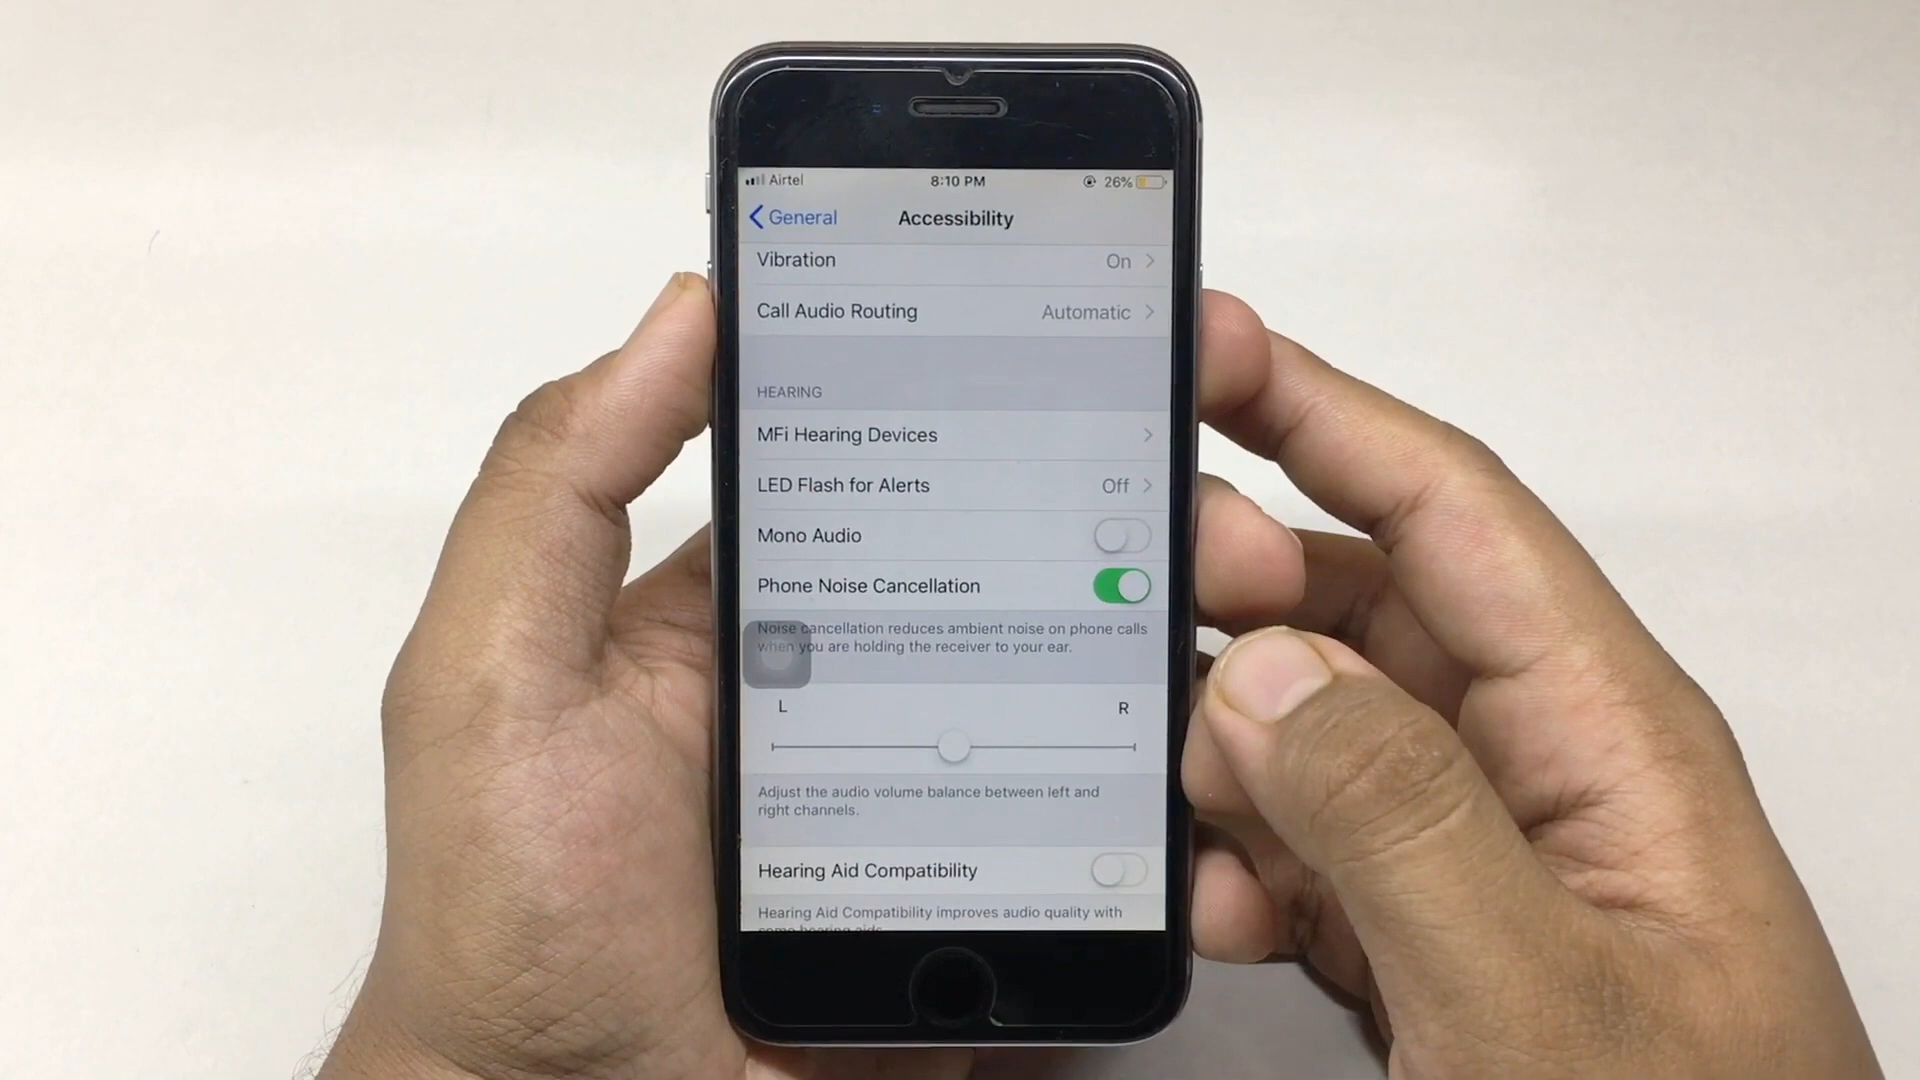 Airtel 8:10 PM 26%
General Accessibility
Vibration On
Call Audio Routing Automatic
HEARING
MFi Hearing Devices
LED Flash for Alerts Off
Mono Audio
Phone Noise Cancellation
Noise cancellation reduces ambient noise on phone calls
when you are holding the receiver to your ear.
L R
Adjust the audio volume balance between left and
right channels.
Hearing Aid Compatibility
Hearing Aid Compatibility improves audio quality with
some hearing aids.